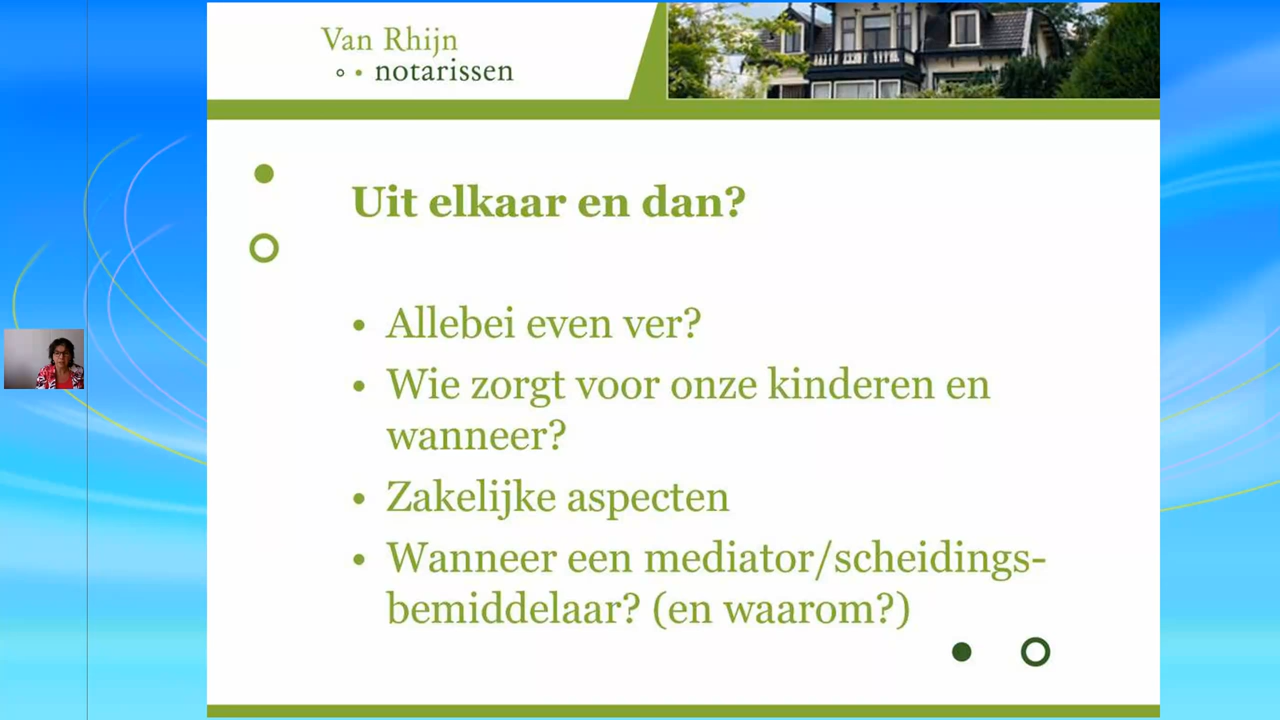 Van Rhijn
notarissen
Uit elkaar en dan?
• Allebei even ver?
• Wie zorgt voor onze kinderen en
wanneer?
• Zakelijke aspecten
• Wanneer een mediator/scheidings-
bemiddelaar? (en waarom?)